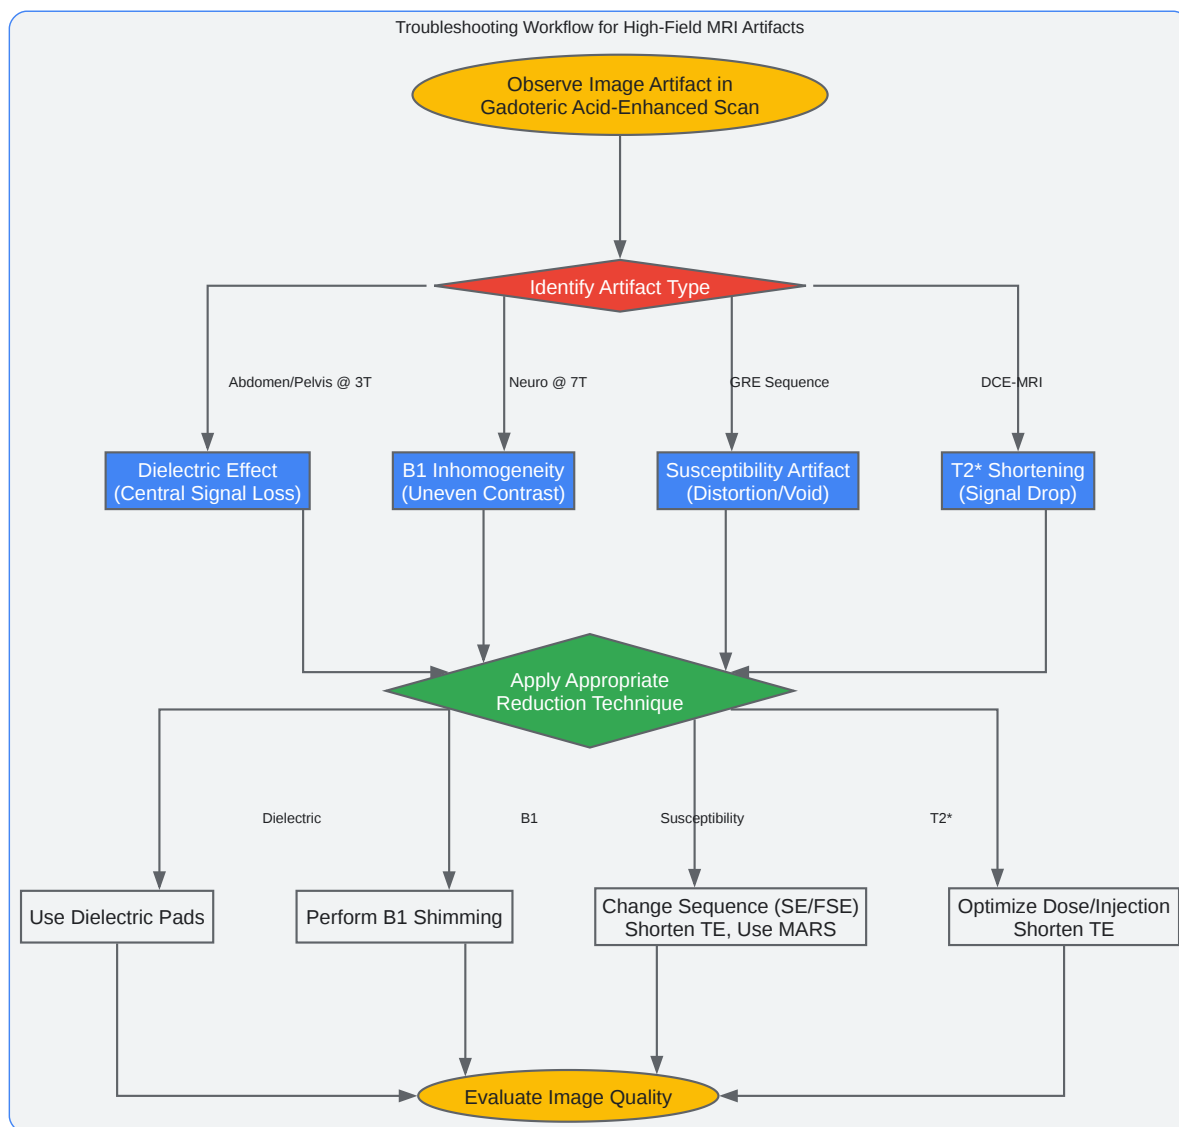 Troubleshooting Workflow for High-Field MRI Artifacts
Observe Image Artifact in
Gadoteric Acid-Enhanced Scan
Identify Artifact Type
Abdomen/Pelvis @ 3T
Neuro @ 7T
GRE Sequence
DCE-MRI
Dielectric Effect
(Central Signal Loss)
B1 Inhomogeneity
(Uneven Contrast)
Susceptibility Artifact
(Distortion/Void)
T2* Shortening
(Signal Drop)
Apply Appropriate
Reduction Technique
Dielectric
B1
Susceptibility
T2*
Use Dielectric Pads
Perform B1 Shimming
Change Sequence (SE/FSE)
Shorten TE, Use MARS
Optimize Dose/Injection
Shorten TE
Evaluate Image Quality